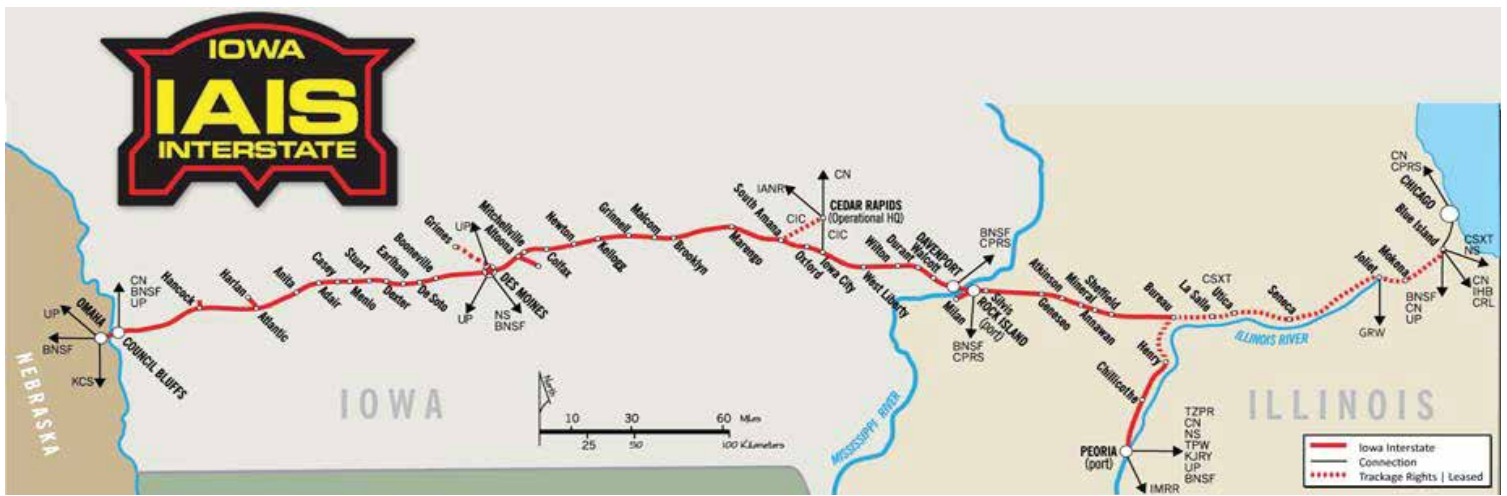 IOWA
IAIS
INTERSTATE
NEBRASKA
IOWA
ILLINOIS
OMAHA
UP
BNSF
KCS
CN
BNSF
UP
COUNCIL BLUFFS
Hancock
Harlan
Atlantic
Anita
Casey
Adair
Stuart
Menlo
Earlham
Dexter
Booneville
De Soto
Grimes
UP
UP
DES MOINES
NS
BNSF
Mitchellville
Altoona
Colfax
Newton
Kellogg
Grinnell
Malcom
Brooklyn
Marengo
South Amana
IANR
CN
CIC
CEDAR RAPIDS
(Operational HQ)
CIC
Oxford
Iowa City
West Liberty
Wilton
Durant
Walcott
DAVENPORT
BNSF
CPRS
Milan
ROCK ISLAND
(port)
BNSF
CPRS
Silvis
MISSISSIPPI RIVER
Geneseo
Atkinson
Annawan
Mineral
Sheffield
Bureau
La Salle
Utica
CSXT
Seneca
ILLINOIS RIVER
Henry
Chillicothe
PEORIA
(port)
TZPR
CN
NS
TPW
KJRY
UP
BNSF
IMRR
Joliet
GRW
Mokena
Blue Island
CHICAGO
CN
CPRS
CSXT
NS
CN
IHB
CRL
BNSF
CN
UP
North
10 30 60 Miles
25 50 100 Kilometers
Iowa Interstate
Connection
Trackage Rights | Leased